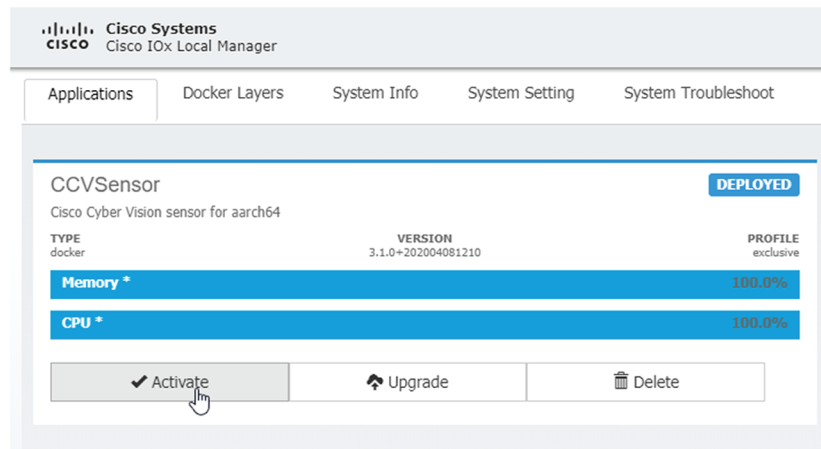 Cisco Systems
CISCO Cisco IOx Local Manager
Applications Docker Layers System Info System Setting System Troubleshoot
CCVSensor DEPLOYED
Cisco Cyber Vision sensor for aarch64
TYPE VERSION PROFILE
docker 3.1.0+202004081210 exclusive
Memory * 100.0%
CPU * 100.0%
Activate Upgrade Delete